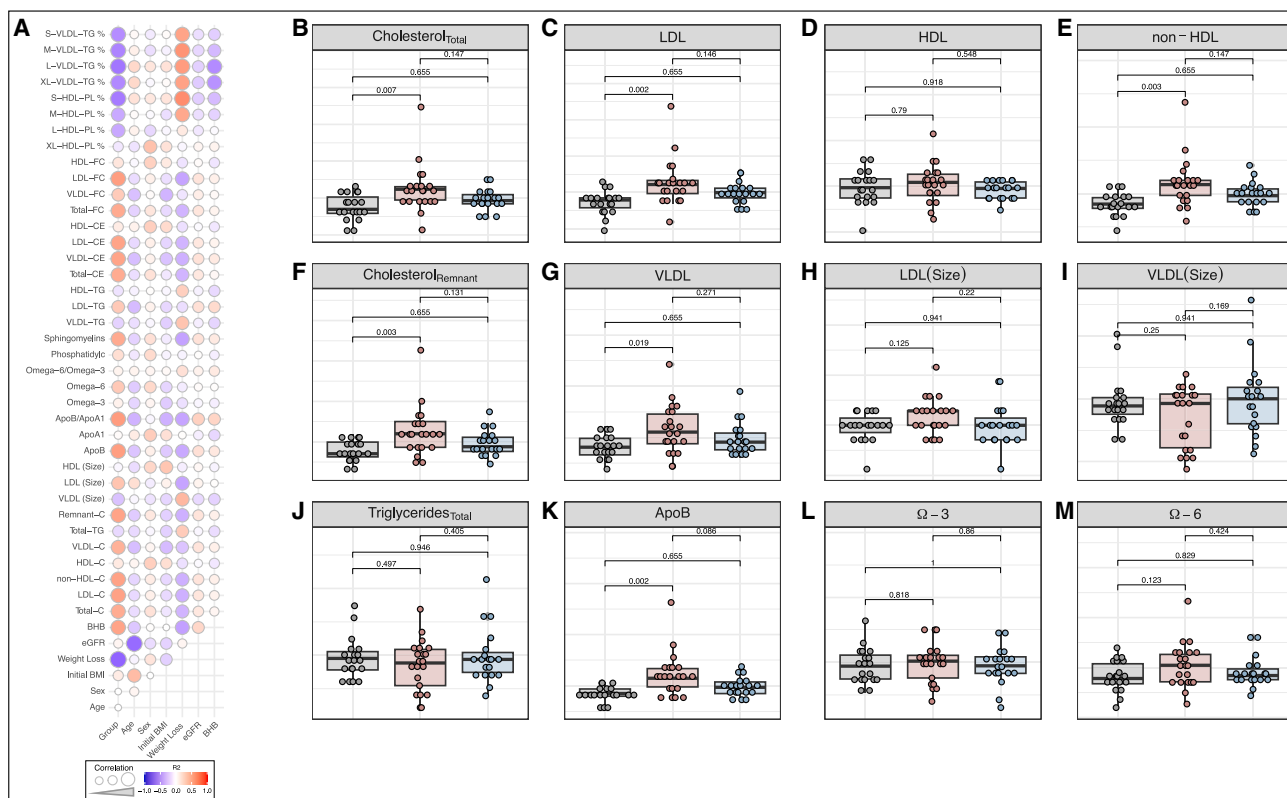 A
S-VLDL-TG %
M-VLDL-TG %
L-VLDL-TG %
XL-VLDL-TG %
S-HDL-PL %
M-HDL-PL %
L-HDL-PL %
XL-HDL-PL %
HDL-FC
LDL-FC
VLDL-FC
Total-FC
HDL-CE
LDL-CE
VLDL-CE
Total-CE
HDL-TG
LDL-TG
VLDL-TG
Sphingomyelins
Phosphatidylc
Omega-6/Omega-3
Omega-6
Omega-3
ApoB/ApoA1
ApoA1
ApoB
HDL (Size)
LDL (Size)
VLDL (Size)
Remnant-C
Total-TG
VLDL-C
HDL-C
non-HDL-C
LDL-C
Total-C
BHB
eGFR
Weight Loss
Initial BMI
Sex
Age
Group
Age
Sex
Initial BMI
Weight Loss
eGFR
BHB
Correlation
R2
-1.0 -0.5 0.0 0.5 1.0
B
Cholesterol Total
0.147
0.655
0.007
C
LDL
0.146
0.655
0.002
D
HDL
0.548
0.918
0.79
E
non-HDL
0.147
0.655
0.003
F
Cholesterol Remnant
0.131
0.655
0.003
G
VLDL
0.271
0.655
0.019
H
LDL(Size)
0.22
0.941
0.125
I
VLDL(Size)
0.169
0.941
0.25
J
Triglycerides Total
0.405
0.946
0.497
K
ApoB
0.086
0.655
0.002
L
Ω-3
0.86
1
0.818
M
Ω-6
0.424
0.829
0.123